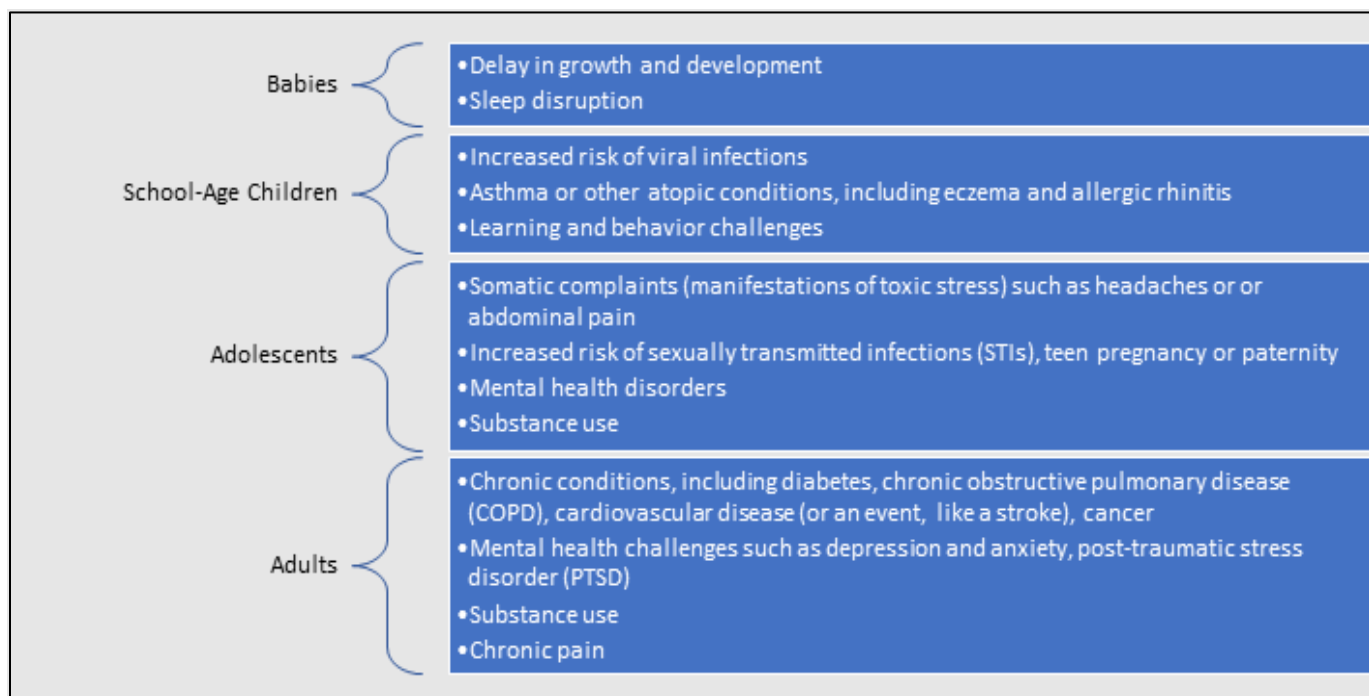 Babies
•Delay in growth and development
•Sleep disruption
School-Age Children
•Increased risk of viral infections
•Asthma or other atopic conditions, including eczema and allergic rhinitis
•Learning and behavior challenges
Adolescents
•Somatic complaints (manifestations of toxic stress) such as headaches or or
abdominal pain
•Increased risk of sexually transmitted infections (STIs), teen pregnancy or paternity
•Mental health disorders
•Substance use
Adults
•Chronic conditions, including diabetes, chronic obstructive pulmonary disease
(COPD), cardiovascular disease (or an event, like a stroke), cancer
•Mental health challenges such as depression and anxiety, post-traumatic stress
disorder (PTSD)
•Substance use
•Chronic pain